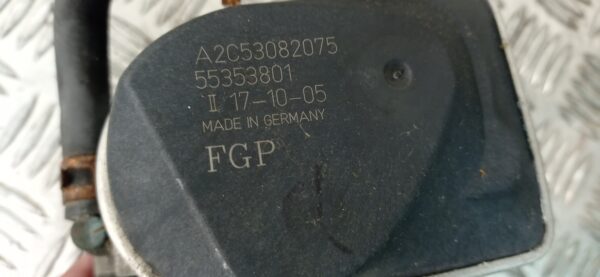 A2C53082075
55353801
II 17-10-05
MADE IN GERMANY
FGP